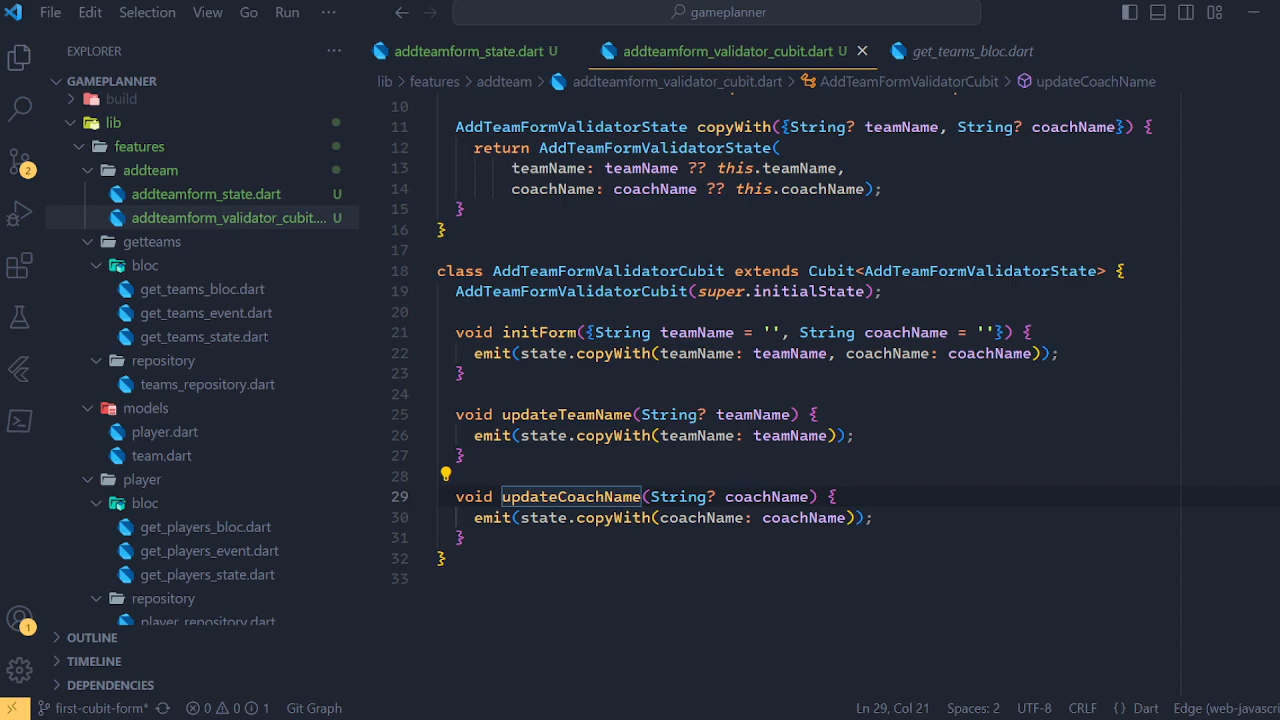 File Edit Selection View Go Run ··· gameplanner
EXPLORER ···
GAMEPLANNER
build
lib
features
addteam
addteamform_state.dart U
addteamform_validator_cubit.... U
getteams
bloc
get_teams_bloc.dart
get_teams_event.dart
get_teams_state.dart
repository
teams_repository.dart
models
player.dart
team.dart
player
bloc
get_players_bloc.dart
get_players_event.dart
get_players_state.dart
repository
player_repository.dart
OUTLINE
TIMELINE
DEPENDENCIES
2
1
addteamform_state.dart U addteamform_validator_cubit.dart U × get_teams_bloc.dart
lib > features > addteam > addteamform_validator_cubit.dart > AddTeamFormValidatorCubit > updateCoachName
10
11 AddTeamFormValidatorState copyWith({String? teamName, String? coachName}) {
12 return AddTeamFormValidatorState(
13 teamName: teamName ?? this.teamName,
14 coachName: coachName ?? this.coachName);
15 }
16 }
17
18 class AddTeamFormValidatorCubit extends Cubit<AddTeamFormValidatorState> {
19 AddTeamFormValidatorCubit(super.initialState);
20
21 void initForm({String teamName = '', String coachName = ''}) {
22 emit(state.copyWith(teamName: teamName, coachName: coachName));
23 }
24
25 void updateTeamName(String? teamName) {
26 emit(state.copyWith(teamName: teamName));
27 }
28
29 void updateCoachName(String? coachName) {
30 emit(state.copyWith(coachName: coachName));
31 }
32 }
33
first-cubit-form* 0 0 1 Git Graph Ln 29, Col 21 Spaces: 2 UTF-8 CRLF { } Dart Edge (web-javascri